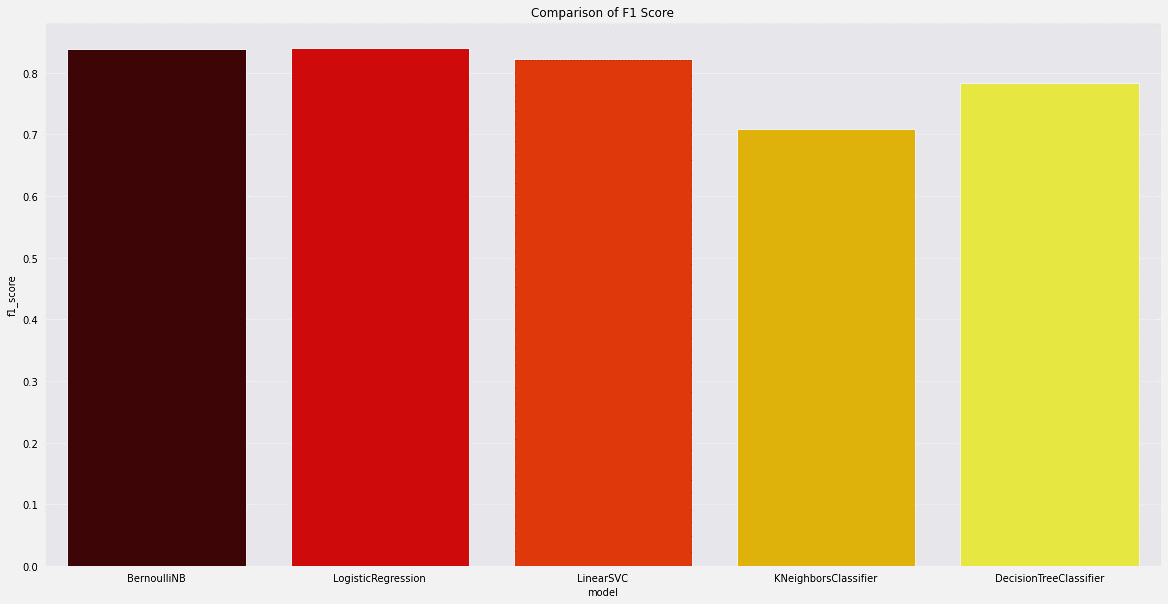 Comparison of F1 Score
0.8
0.7
0.6
0.5
0.4
0.3
0.2
0.1
0.0
f1_score
BernoulliNB LogisticRegression LinearSVC KNeighborsClassifier DecisionTreeClassifier
model